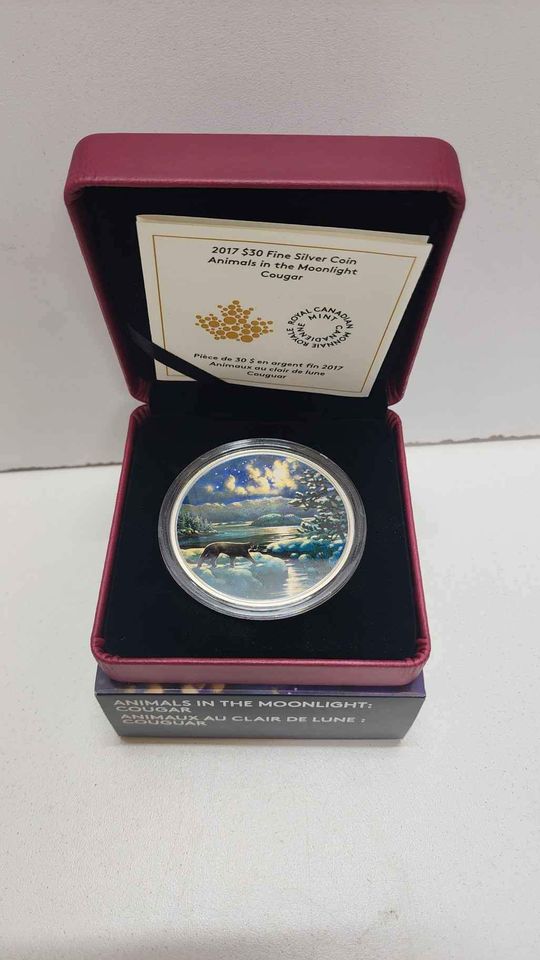 2017 $30 Fine Silver Coin
Animals in the Moonlight
Cougar
ROYAL CANADIAN MINT
MONNAIE ROYALE CANADIENNE
Pièce de 30 $ en argent fin 2017
Animaux au clair de lune
Couguar
ANIMALS IN THE MOONLIGHT:
COUGAR
ANIMAUX AU CLAIR DE LUNE :
COUGUAR